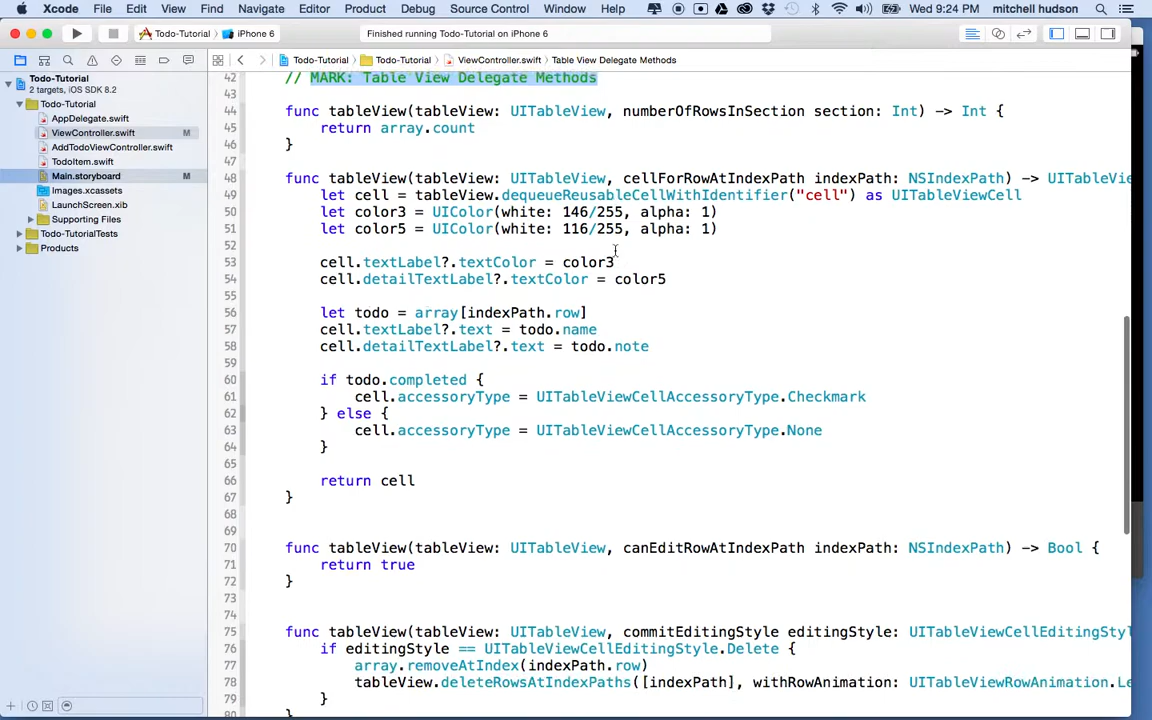 Xcode File Edit View Find Navigate Editor Product Debug Source Control Window Help Wed 9:24 PM mitchell hudson
Todo-Tutorial iPhone 6 Finished running Todo-Tutorial on iPhone 6
Todo-Tutorial Todo-Tutorial ViewController.swift Table View Delegate Methods
Todo-Tutorial
2 targets, iOS SDK 8.2
Todo-Tutorial
AppDelegate.swift
ViewController.swift M
AddTodoViewController.swift
TodoItem.swift
Main.storyboard M
Images.xcassets
LaunchScreen.xib
Supporting Files
Todo-TutorialTests
Products
42 // MARK: Table View Delegate Methods
43
44 func tableView(tableView: UITableView, numberOfRowsInSection section: Int) -> Int {
45 return array.count
46 }
47
48 func tableView(tableView: UITableView, cellForRowAtIndexPath indexPath: NSIndexPath) -> UITableVie
49 let cell = tableView.dequeueReusableCellWithIdentifier("cell") as UITableViewCell
50 let color3 = UIColor(white: 146/255, alpha: 1)
51 let color5 = UIColor(white: 116/255, alpha: 1)
52
53 cell.textLabel?.textColor = color3
54 cell.detailTextLabel?.textColor = color5
55
56 let todo = array[indexPath.row]
57 cell.textLabel?.text = todo.name
58 cell.detailTextLabel?.text = todo.note
59
60 if todo.completed {
61 cell.accessoryType = UITableViewCellAccessoryType.Checkmark
62 } else {
63 cell.accessoryType = UITableViewCellAccessoryType.None
64 }
65
66 return cell
67 }
68
69
70 func tableView(tableView: UITableView, canEditRowAtIndexPath indexPath: NSIndexPath) -> Bool {
71 return true
72 }
73
74
75 func tableView(tableView: UITableView, commitEditingStyle editingStyle: UITableViewCellEditingStyl
76 if editingStyle == UITableViewCellEditingStyle.Delete {
77 array.removeAtIndex(indexPath.row)
78 tableView.deleteRowsAtIndexPaths([indexPath], withRowAnimation: UITableViewRowAnimation.Le
79 }
80 }